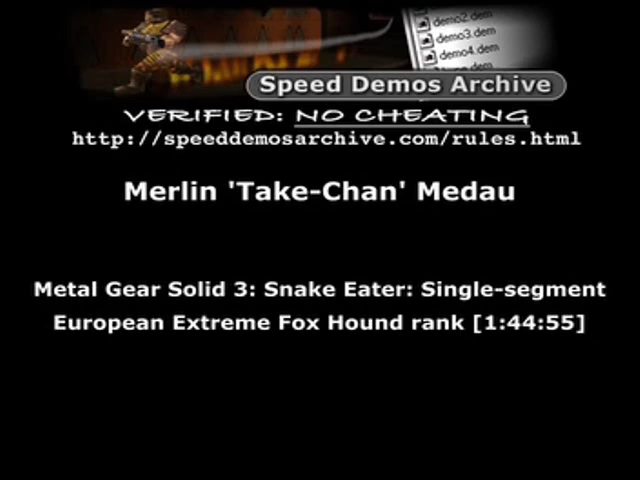 demo2.dem
demo3.dem
demo4.dem
Speed Demos Archive
VERIFIED: NO CHEATING
http://speeddemosarchive.com/rules.html
Merlin 'Take-Chan' Medau
Metal Gear Solid 3: Snake Eater: Single-segment
European Extreme Fox Hound rank [1:44:55]